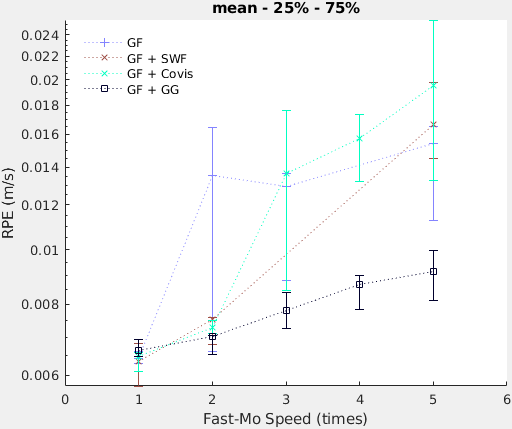 mean - 25% - 75%
RPE (m/s)
0.024
0.022
0.02
0.018
0.016
0.014
0.012
0.01
0.008
0.006
GF
GF + SWF
GF + Covis
GF + GG
0 1 2 3 4 5 6
Fast-Mo Speed (times)